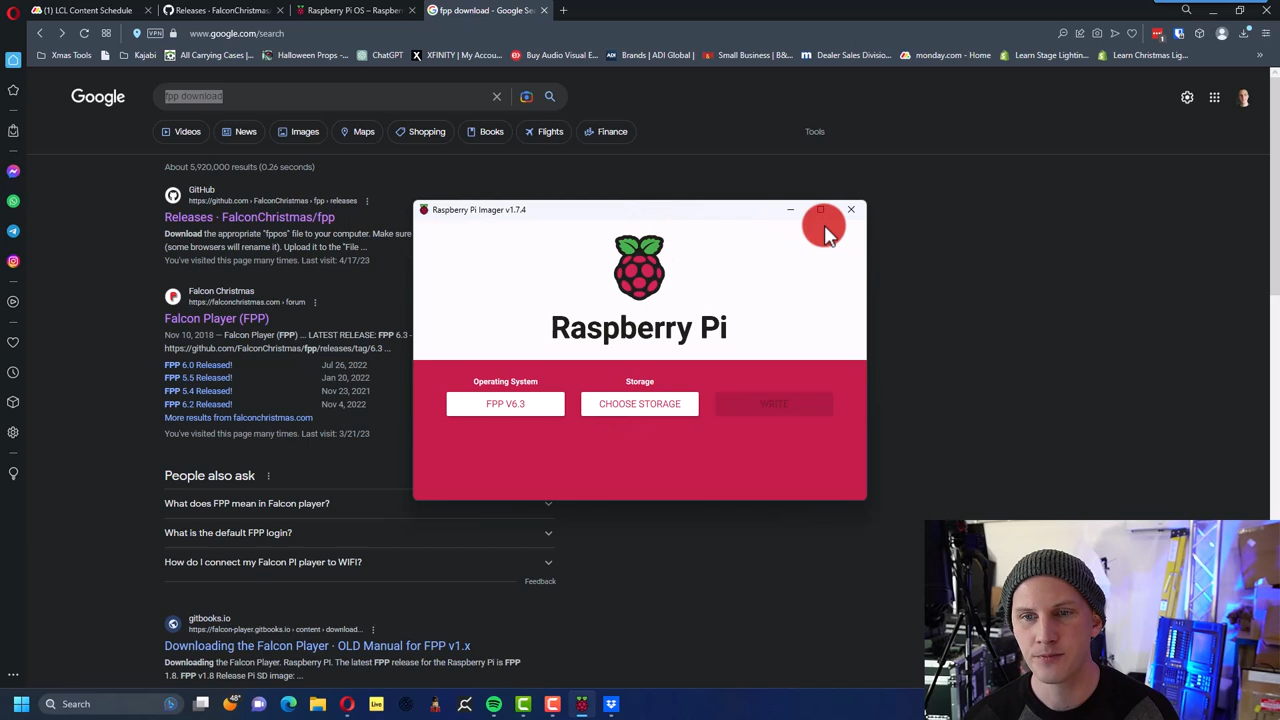 LCL Content Schedule
Releases - FalconChristmas
Raspberry Pi OS – Raspberr
fpp download - Google Sea
VPN
www.google.com/search
Xmas Tools
Kajabi
All Carrying Cases |...
Halloween Props -...
ChatGPT
XFINITY | My Accou...
Buy Audio Visual E...
Brands | ADI Global |...
Small Business | B&...
Dealer Sales Divisio...
monday.com - Home
Learn Stage Lightin...
Learn Christmas Lig...
Google
fpp download
Videos
News
Images
Maps
Shopping
Books
Flights
Finance
Tools
About 5,920,000 results (0.26 seconds)
GitHub
https://github.com › FalconChristmas › fpp › releases
Releases · FalconChristmas/fpp
Download the appropriate "fppos" file to your computer. From the
(some browsers will rename it). Upload it to the "File ...
You've visited this page many times. Last visit: 4/17/23
Falcon Christmas
https://falconchristmas.com › forum
Falcon Player (FPP)
Nov 10, 2018 — Falcon Player (FPP) ... LATEST RELEASE: FPP 6.3 -
https://github.com/FalconChristmas/fpp/releases/tag/6.3 ...
FPP 6.0 Released! Jul 26, 2022
FPP 5.5 Released! Jan 20, 2022
FPP 5.4 Released! Nov 23, 2021
FPP 6.2 Released! Nov 4, 2022
More results from falconchristmas.com
You've visited this page many times. Last visit: 3/21/23
People also ask
What does FPP mean in Falcon player?
What is the default FPP login?
How do I connect my Falcon PI player to WIFI?
Feedback
gitbooks.io
https://falcon-player.gitbooks.io › content › download...
Downloading the Falcon Player · OLD Manual for FPP v1.x
Downloading the Falcon Player. Raspberry PI. The latest FPP release for the Raspberry Pi is FPP
1.8. FPP v1.8 Release Pi SD image: ...
Raspberry Pi Imager v1.7.4
Raspberry Pi
Operating System
Storage
FPP V6.3
CHOOSE STORAGE
WRITE
Search
48°
Live